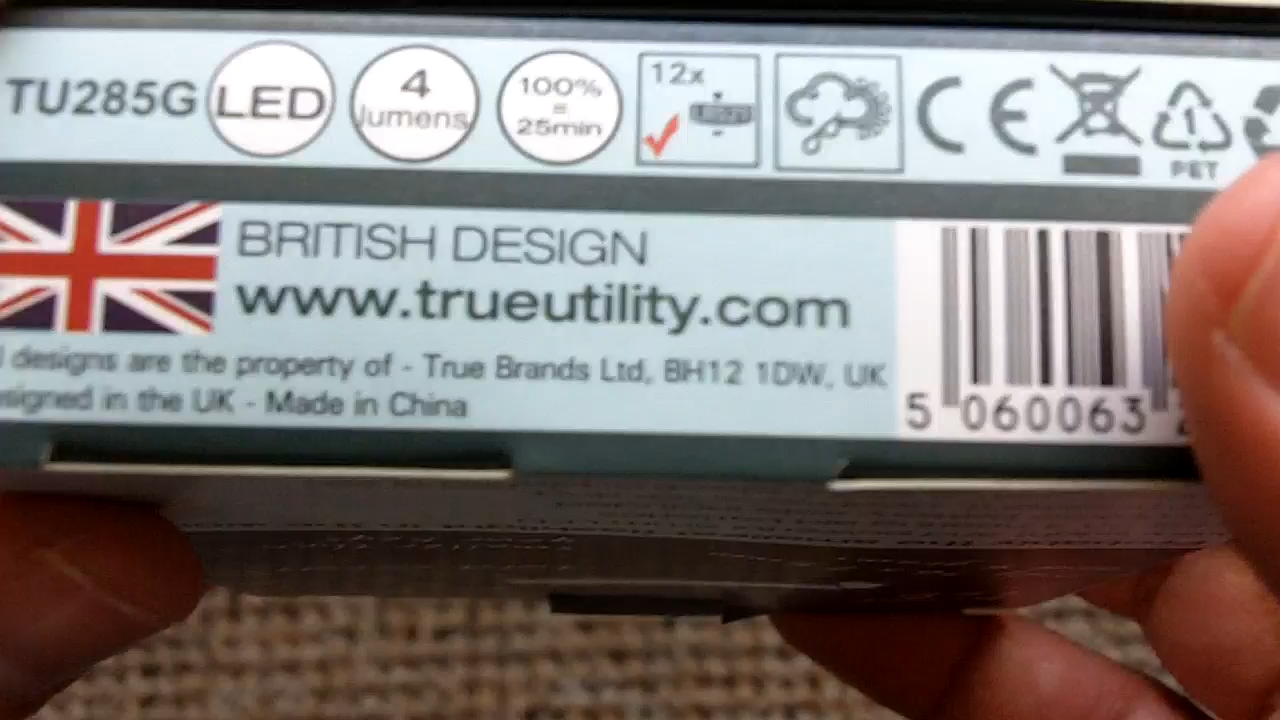 TU285G
LED
4
lumens
100%
=
25min
12x
CE
1
PET
BRITISH DESIGN
www.trueutility.com
designs are the property of - True Brands Ltd, BH12 1DW, UK
in the UK - Made in China
5 060063